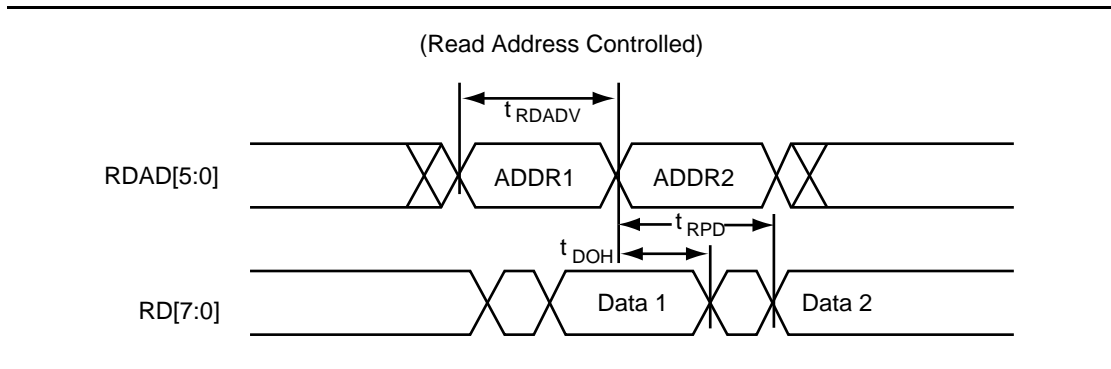 (Read Address Controlled)
t RDADV
RDAD[5:0] ADDR1 ADDR2
t RPD
t DOH
RD[7:0] Data 1 Data 2